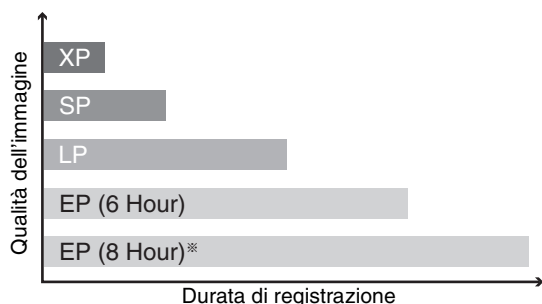 Qualità dell'immagine
XP
SP
LP
EP (6 Hour)
EP (8 Hour)※
Durata di registrazione